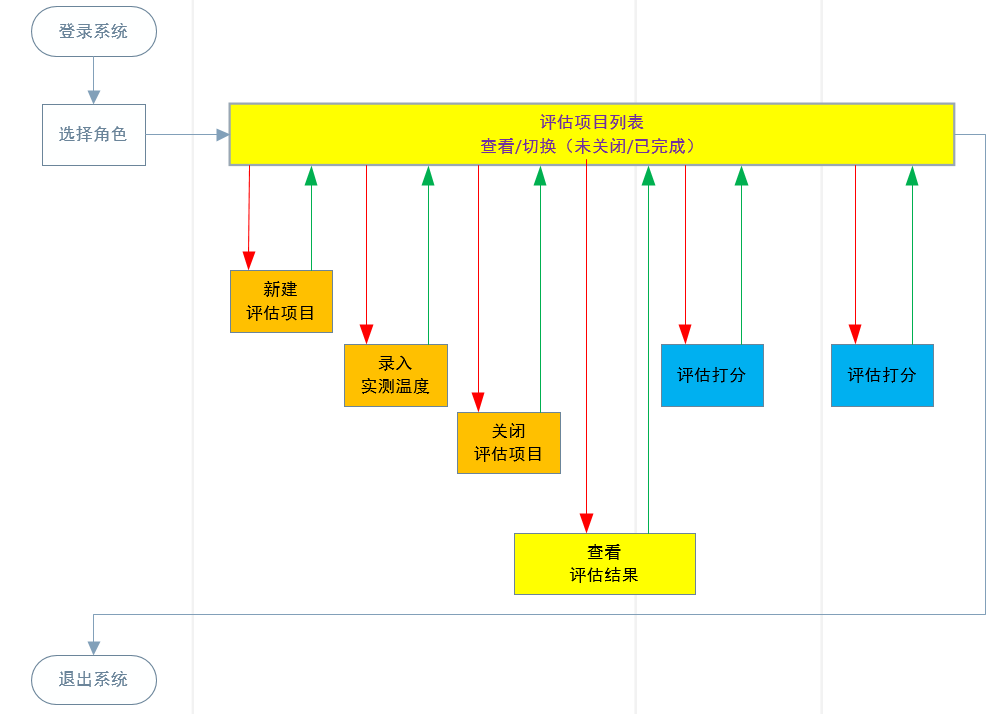 登录系统
选择角色
评估项目列表
查看/切换（未关闭/已完成）
新建
评估项目
录入
实测温度
关闭
评估项目
评估打分
评估打分
查看
评估结果
退出系统